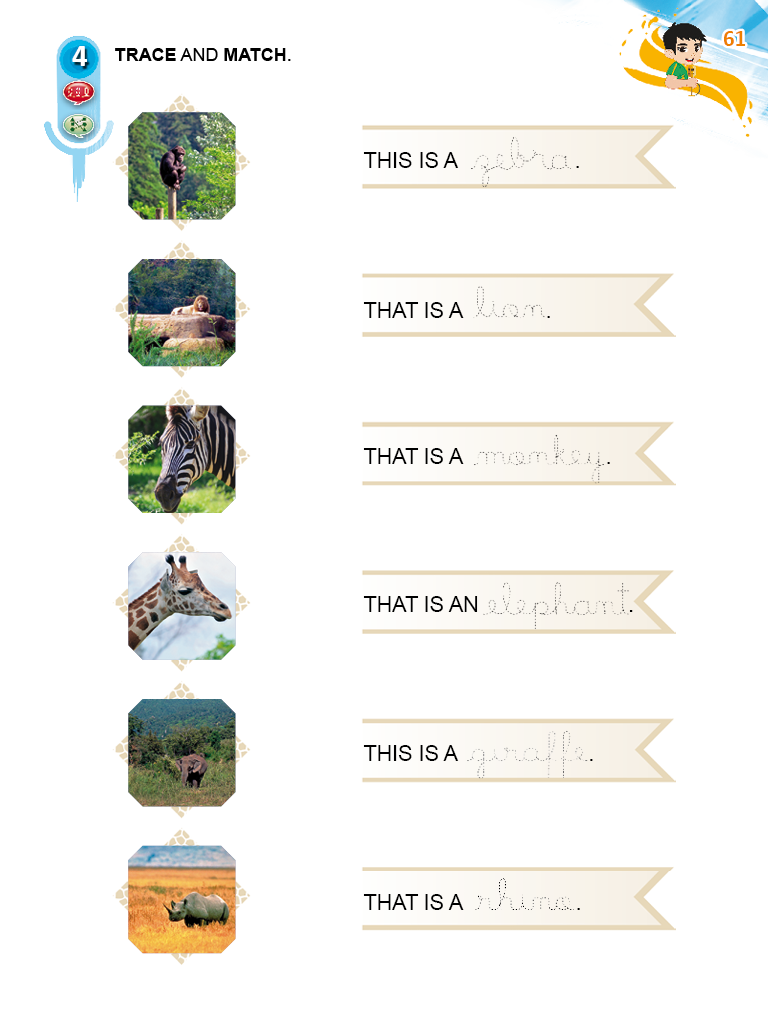 61
4
TRACE AND MATCH.
THIS IS A zebra.
THAT IS A lion.
THAT IS A monkey.
THAT IS AN elephant.
THIS IS A giraffe.
THAT IS A rhino.